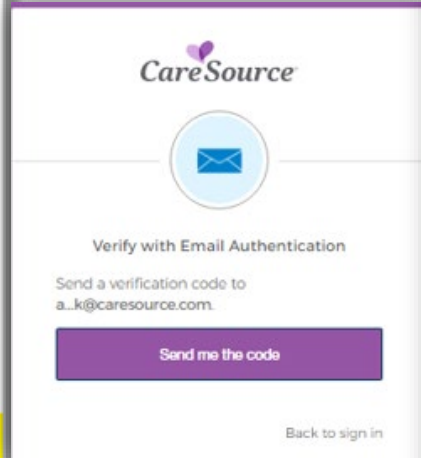 CareSource
Verify with Email Authentication
Send a verification code to
a...k@caresource.com.
Send me the code
Back to sign in